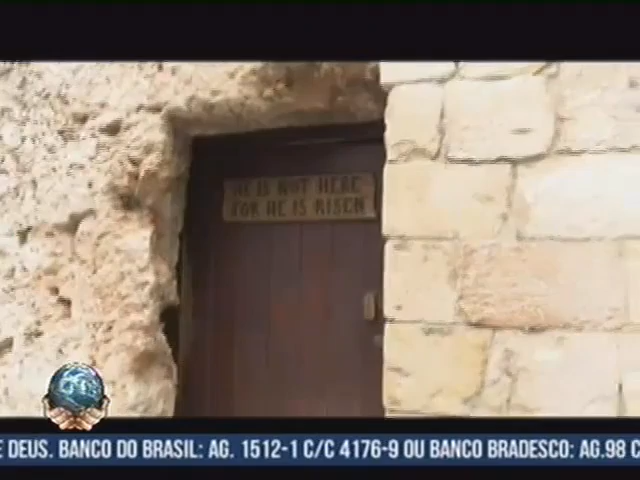 HE IS NOT HERE
FOR HE IS RISEN
E DEUS. BANCO DO BRASIL: AG. 1512-1 C/C 4176-9 OU BANCO BRADESCO: AG.98 C